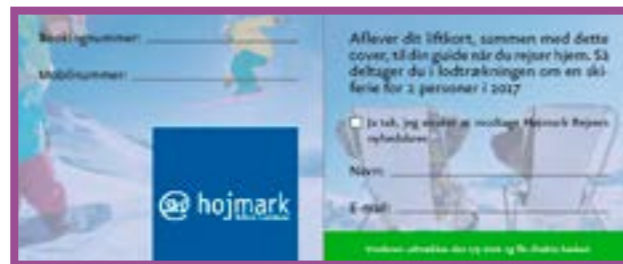 Bookingnummer:
Mobilnummer:
hojmark
Aflever dit liftkort, sammen med dette
cover, til din guide når du rejser hjem. Så
deltager du i lodtrækningen om en ski-
ferie for 2 personer i 2017
Ja tak, jeg ønsker at modtage Højmark Rejsers
nyhedsbrev
Navn:
E-mail: